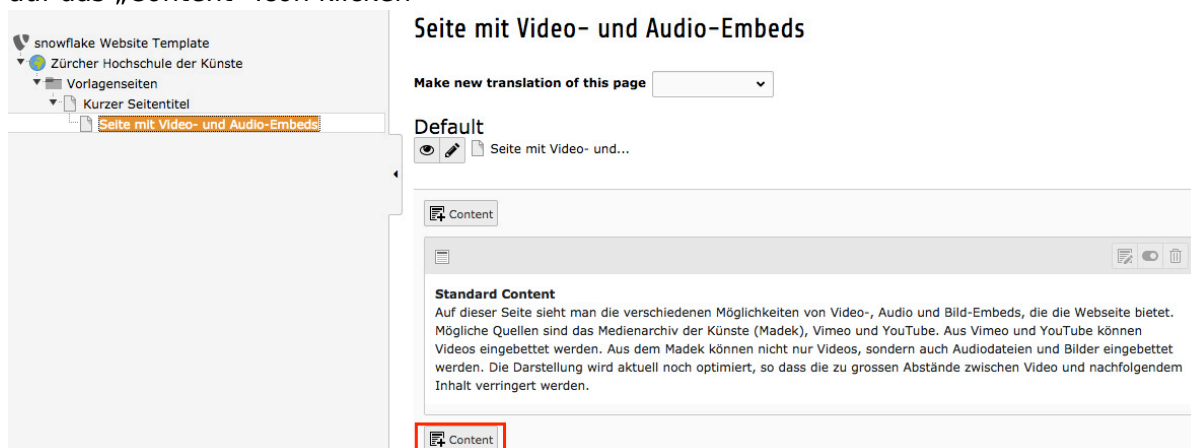 auf das „Content“-Icon klicken
snowflake Website Template
Zürcher Hochschule der Künste
Vorlagenseiten
Kurzer Seitentitel
Seite mit Video- und Audio-Embeds
Seite mit Video- und Audio-Embeds
Make new translation of this page
Default
Seite mit Video- und...
Content
Standard Content
Auf dieser Seite sieht man die verschiedenen Möglichkeiten von Video-, Audio und Bild-Embeds, die die Webseite bietet.
Mögliche Quellen sind das Medienarchiv der Künste (Madek), Vimeo und YouTube. Aus Vimeo und YouTube können
Videos eingebettet werden. Aus dem Madek können nicht nur Videos, sondern auch Audiodateien und Bilder eingebettet
werden. Die Darstellung wird aktuell noch optimiert, so dass die zu grossen Abstände zwischen Video und nachfolgendem
Inhalt verringert werden.
Content